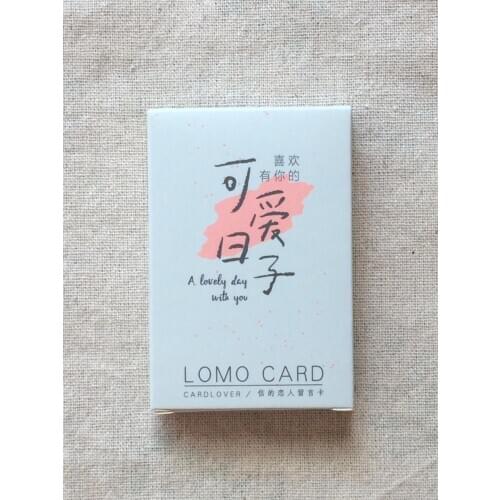 喜欢
有你的
可爱
日子
A lovely day
with you
LOMO CARD
CARDLOVER / 信的恋人留言卡